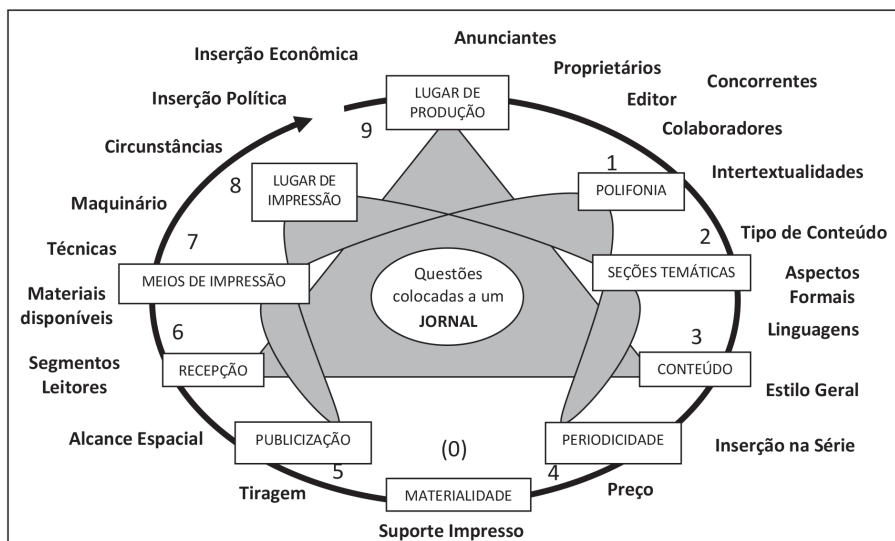 Anunciantes
Inserção Econômica
Proprietários
Concorrentes
LUGAR DE
PRODUÇÃO
Editor
Inserção Política
Colaboradores
9
Circunstâncias
1
POLIFONIA
Intertextualidades
8
LUGAR DE
IMPRESSÃO
Maquinário
7
2
Tipo de Conteúdo
Técnicas
MEIOS DE IMPRESSÃO
Questões
colocadas a um
JORNAL
SEÇÕES TEMÁTICAS
Aspectos
Formais
Materiais
disponíveis
Linguagens
6
3
Segmentos
Leitores
RECEPÇÃO
CONTEÚDO
Estilo Geral
Alcance Espacial
PUBLICIZAÇÃO
5
(0)
PERIODICIDADE
4
Inserção na Série
Tiragem
MATERIALIDADE
Preço
Suporte Impresso